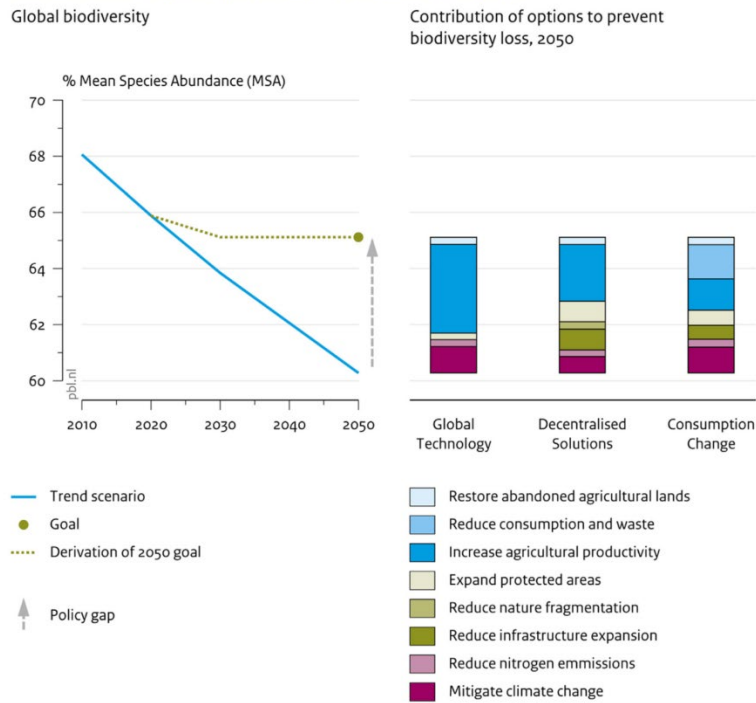 Global biodiversity
% Mean Species Abundance (MSA)
70
68
66
64
62
60
pbl.nl
2010 2020 2030 2040 2050
Trend scenario
Goal
Derivation of 2050 goal
Policy gap
Contribution of options to prevent
biodiversity loss, 2050
Global
Technology
Decentralised
Solutions
Consumption
Change
Restore abandoned agricultural lands
Reduce consumption and waste
Increase agricultural productivity
Expand protected areas
Reduce nature fragmentation
Reduce infrastructure expansion
Reduce nitrogen emmissions
Mitigate climate change